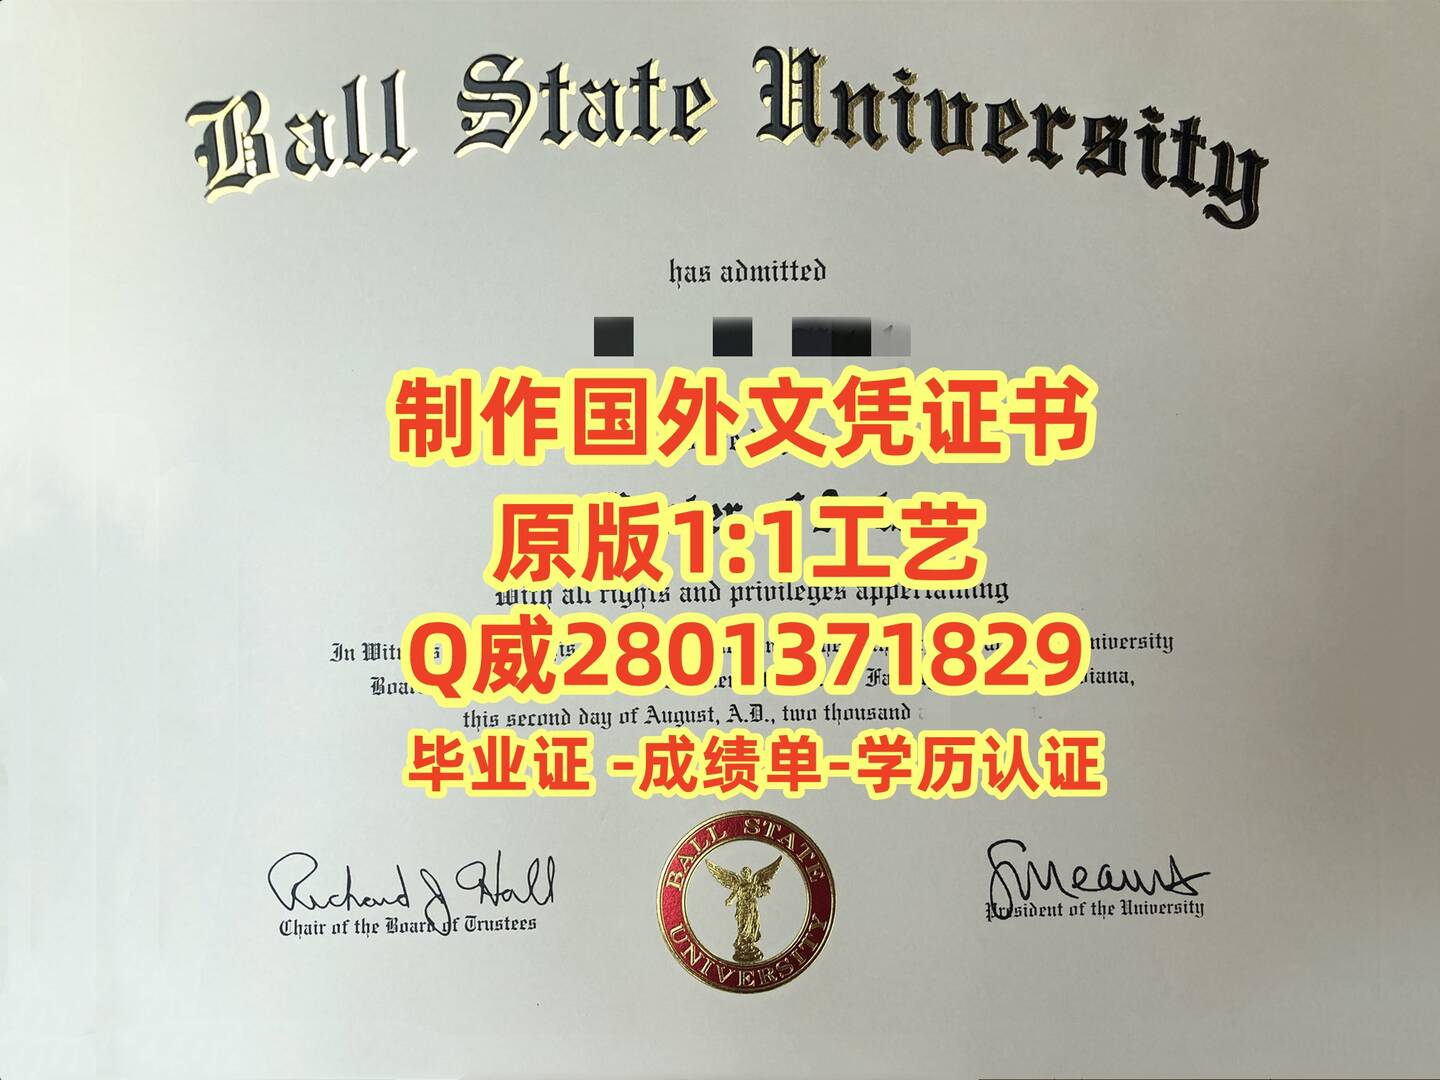 Ball State University
has admitted
制作国外文凭证书
原版1:1工艺
With all rights and privileges appertaining
Q威2801371829
In University
this second day of August, A.D., two thousand
毕业证 -成绩单-学历认证
Richard J Hall
Chair of the Board of Trustees
BALL STATE UNIVERSITY
President of the University